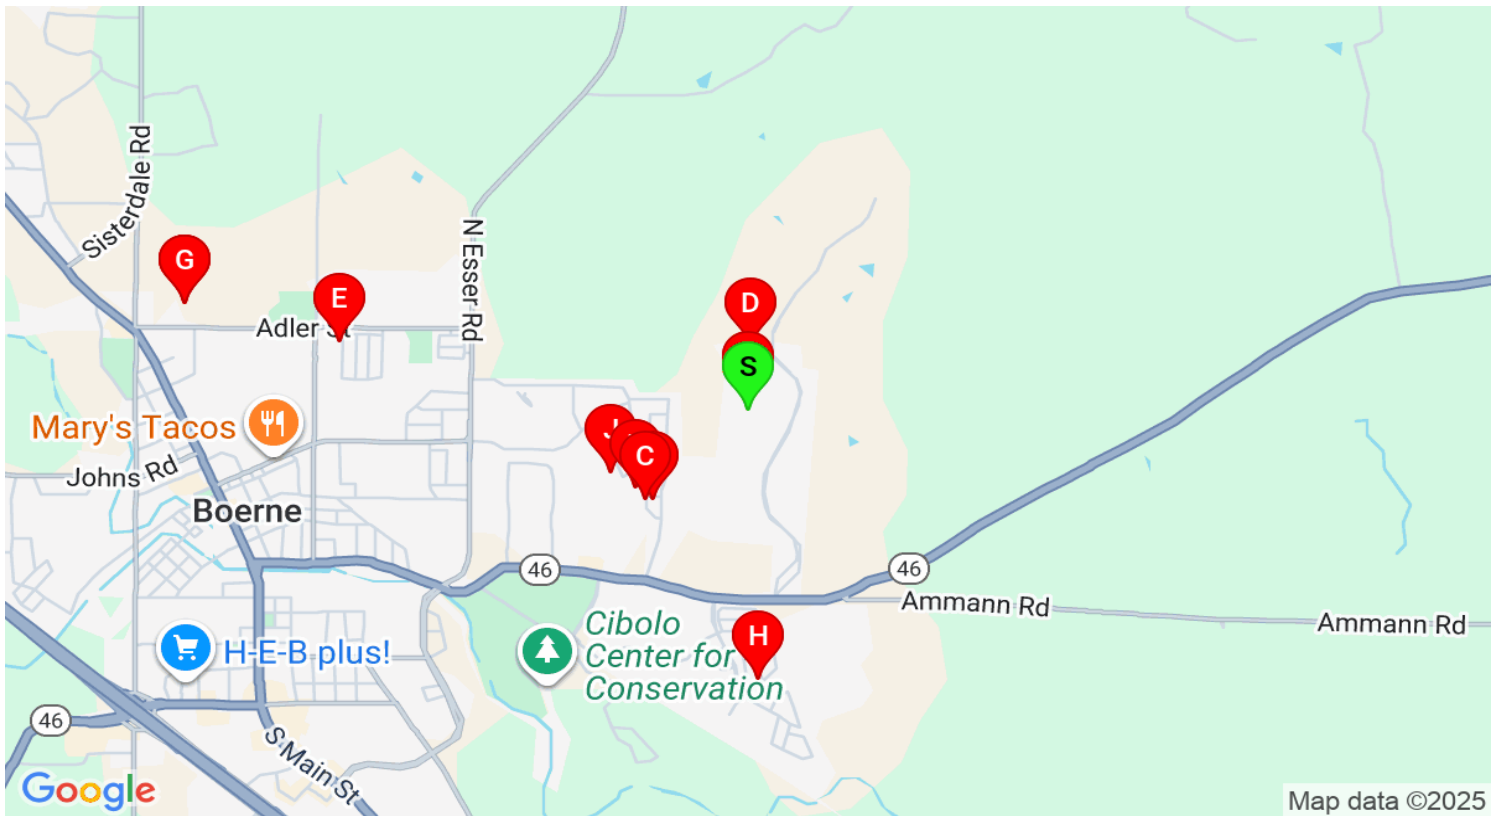 Sisterdale Rd
N Esser Rd
G
E
D
Adler St
S
Mary's Tacos
J
C
Johns Rd
Boerne
46
46
Ammann Rd
Ammann Rd
Cibolo
Center for
Conservation
H
H-E-B plus!
46
S Main St
Google
Map data ©2025